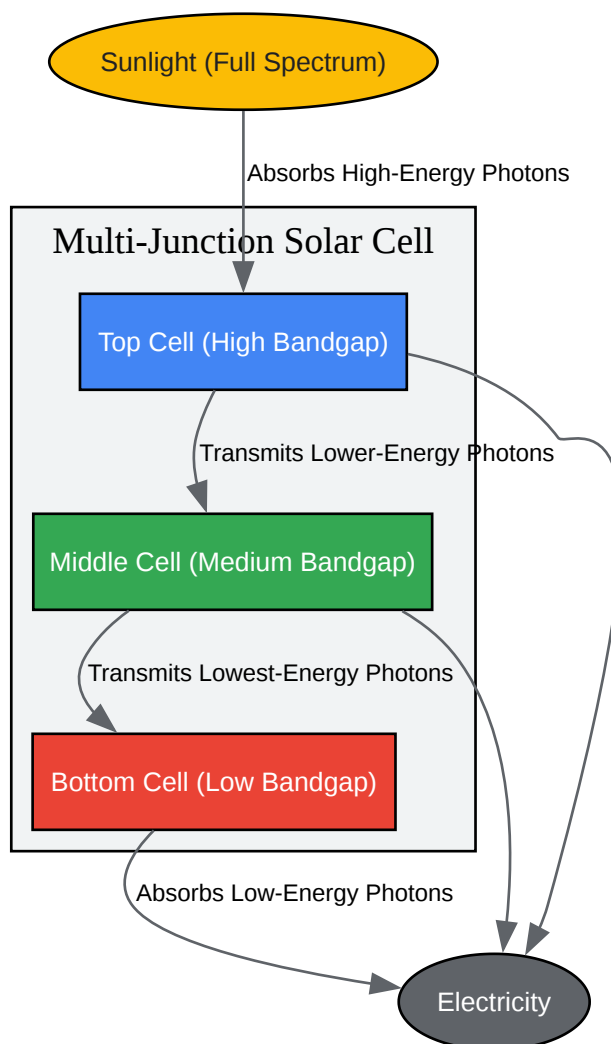 Sunlight (Full Spectrum)
Absorbs High-Energy Photons
Multi-Junction Solar Cell
Top Cell (High Bandgap)
Transmits Lower-Energy Photons
Middle Cell (Medium Bandgap)
Transmits Lowest-Energy Photons
Bottom Cell (Low Bandgap)
Absorbs Low-Energy Photons
Electricity